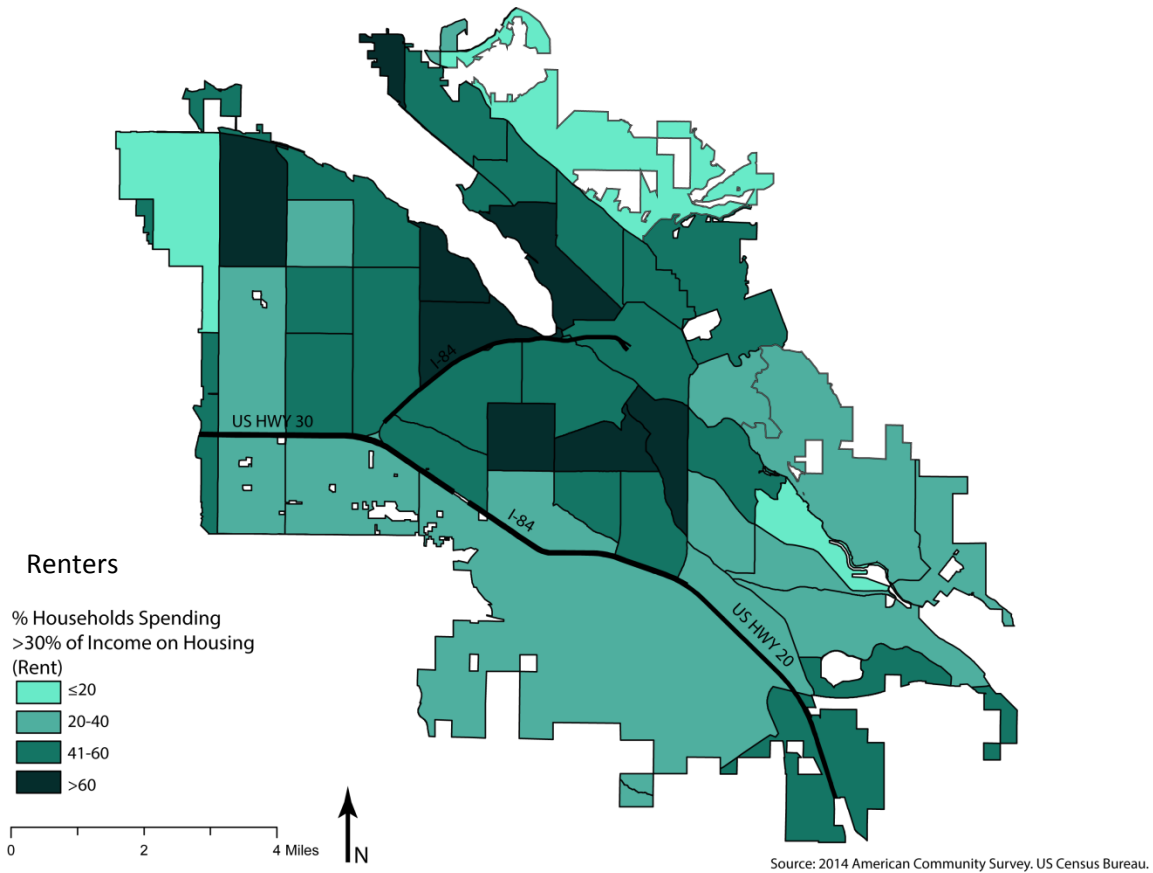 I-84
US HWY 30
I-84
Renters
% Households Spending
>30% of Income on Housing
(Rent)
≤20
20-40
41-60
>60
US HWY 20
0 2 4 Miles
N
Source: 2014 American Community Survey. US Census Bureau.